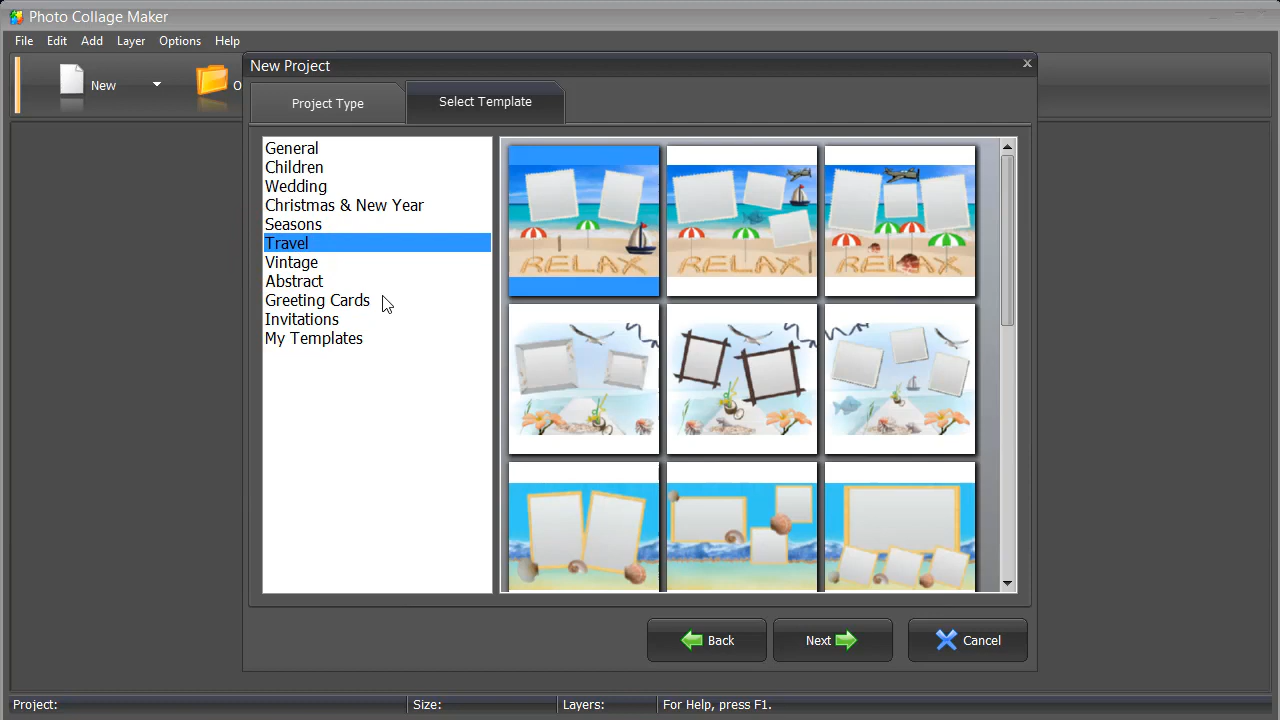 Photo Collage Maker
File Edit Add Layer Options Help
New
O
New Project
Project Type
Select Template
General
Children
Wedding
Christmas & New Year
Seasons
Travel
Vintage
Abstract
Greeting Cards
Invitations
My Templates
RELAX RELAX RELAX
Back
Next
Cancel
Project: Size: Layers: For Help, press F1.